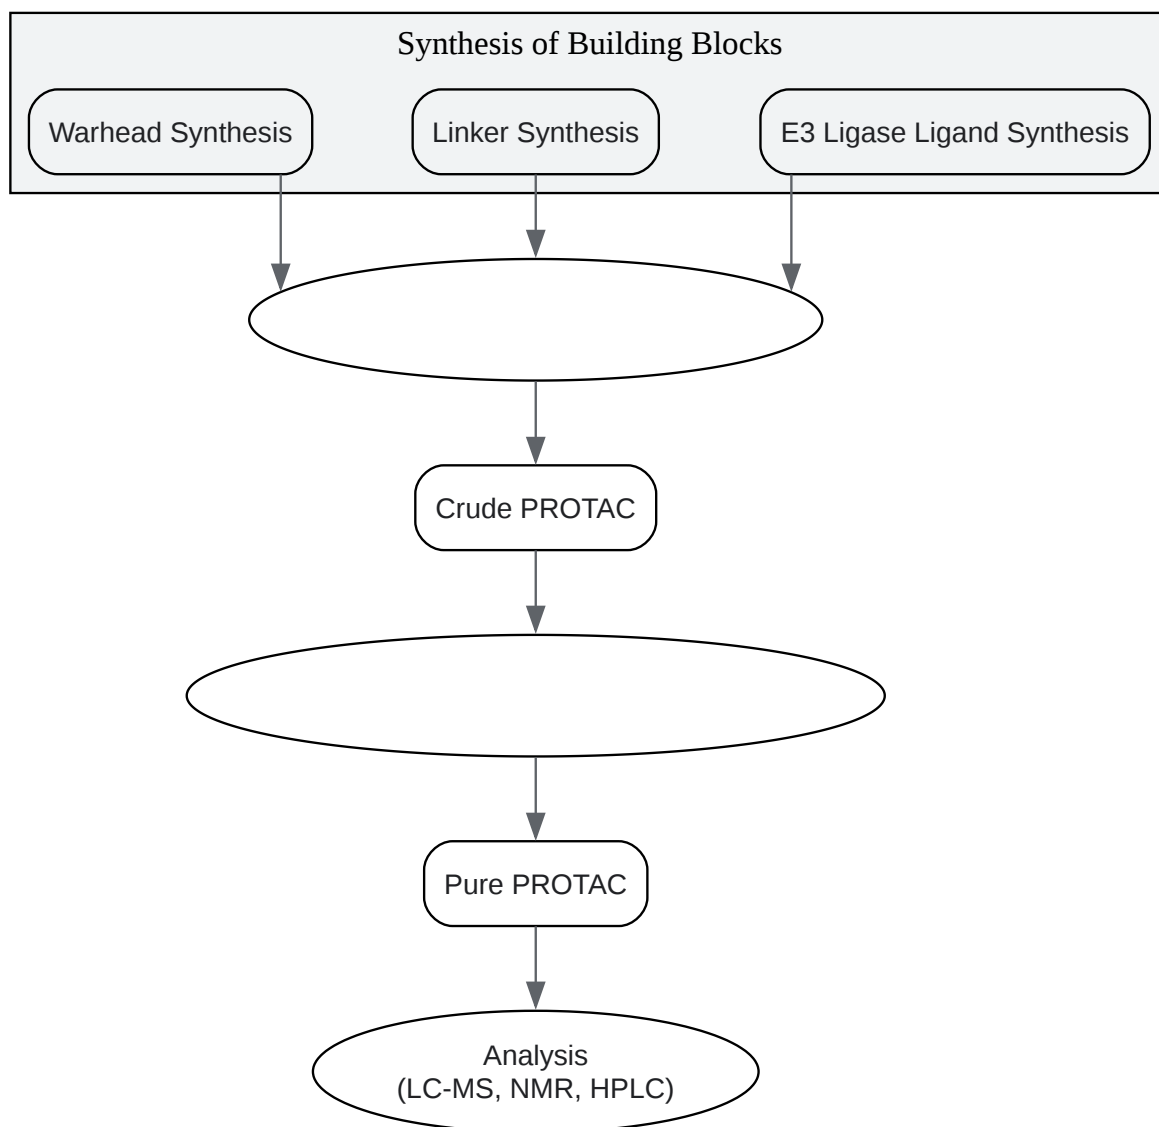 Synthesis of Building Blocks
Warhead Synthesis
Linker Synthesis
E3 Ligase Ligand Synthesis
Crude PROTAC
Pure PROTAC
Analysis
(LC-MS, NMR, HPLC)